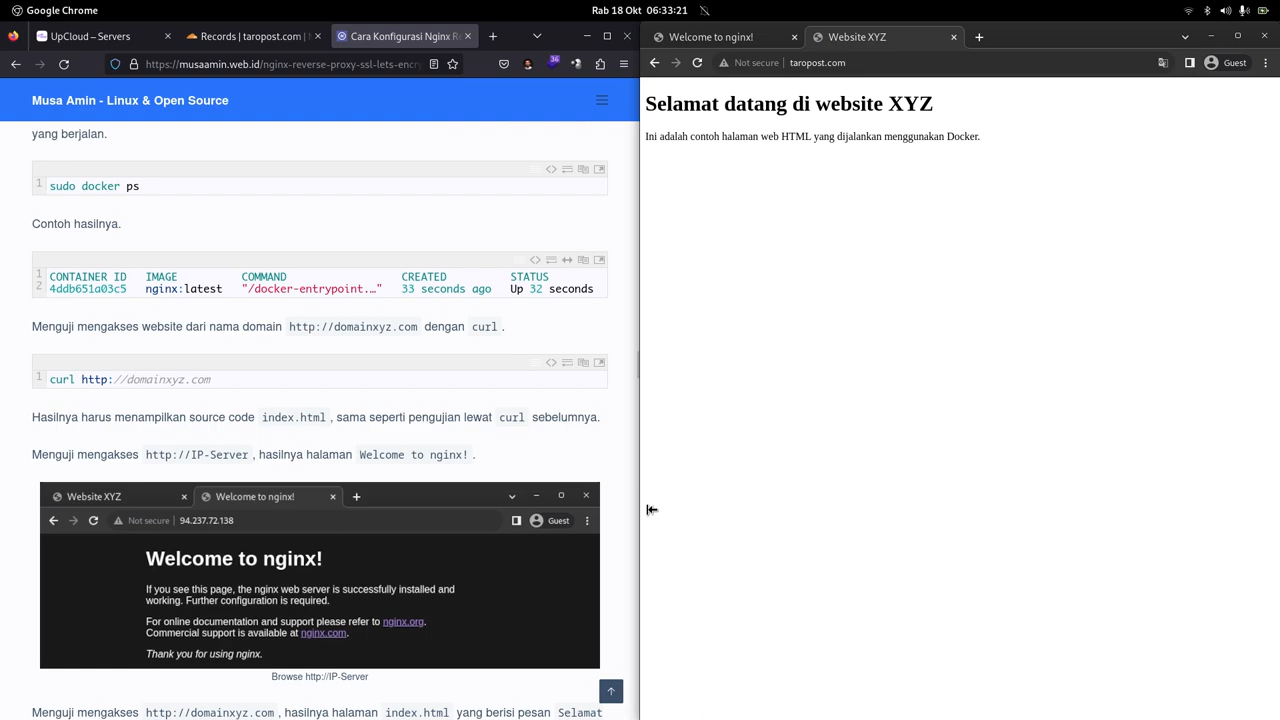 Google Chrome
Rab 18 Okt 06:33:21
UpCloud – Servers
Records | taropost.com | 
Cara Konfigurasi Nginx Re
https://musaamin.web.id/nginx-reverse-proxy-ssl-lets-encry
36
Musa Amin - Linux & Open Source
yang berjalan.
1 sudo docker ps
Contoh hasilnya.
1 CONTAINER ID IMAGE COMMAND CREATED STATUS
2 4ddb651a03c5 nginx:latest "/docker-entrypoint.…" 33 seconds ago Up 32 seconds
Menguji mengakses website dari nama domain http://domainxyz.com dengan curl.
1 curl http://domainxyz.com
Hasilnya harus menampilkan source code index.html, sama seperti pengujian lewat curl sebelumnya.
Menguji mengakses http://IP-Server, hasilnya halaman Welcome to nginx!.
Website XYZ
Welcome to nginx!
Not secure | 94.237.72.138
Guest
Welcome to nginx!
If you see this page, the nginx web server is successfully installed and
working. Further configuration is required.
For online documentation and support please refer to nginx.org.
Commercial support is available at nginx.com.
Thank you for using nginx.
Browse http://IP-Server
Menguji mengakses http://domainxyz.com, hasilnya halaman index.html yang berisi pesan Selamat
Welcome to nginx!
Website XYZ
Not secure | taropost.com
Guest
Selamat datang di website XYZ
Ini adalah contoh halaman web HTML yang dijalankan menggunakan Docker.